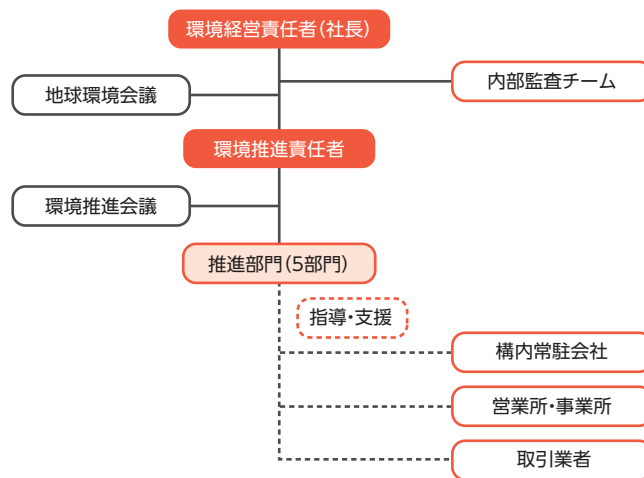 環境経営責任者(社長)
内部監査チーム
地球環境会議
環境推進責任者
環境推進会議
推進部門(5部門)
指導・支援
構内常駐会社
営業所・事業所
取引業者